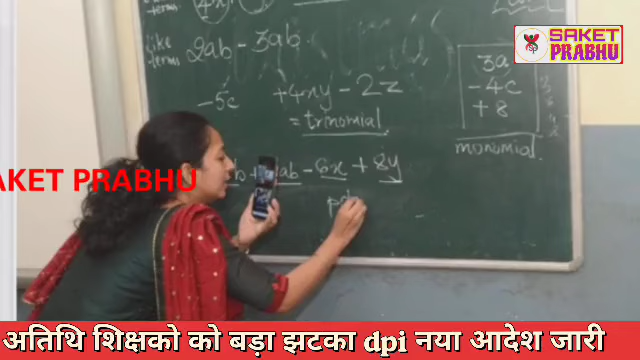 terms
SAKET
PRABHU
like terms 2ab - 3ab
3a
- 4c
+ 8
monomial
- 5c + 4xy - 2z
= trinomial
- 6x + 8y
AKET PRABHU
अतिथि शिक्षको को बड़ा झटका dpi नया आदेश जारी